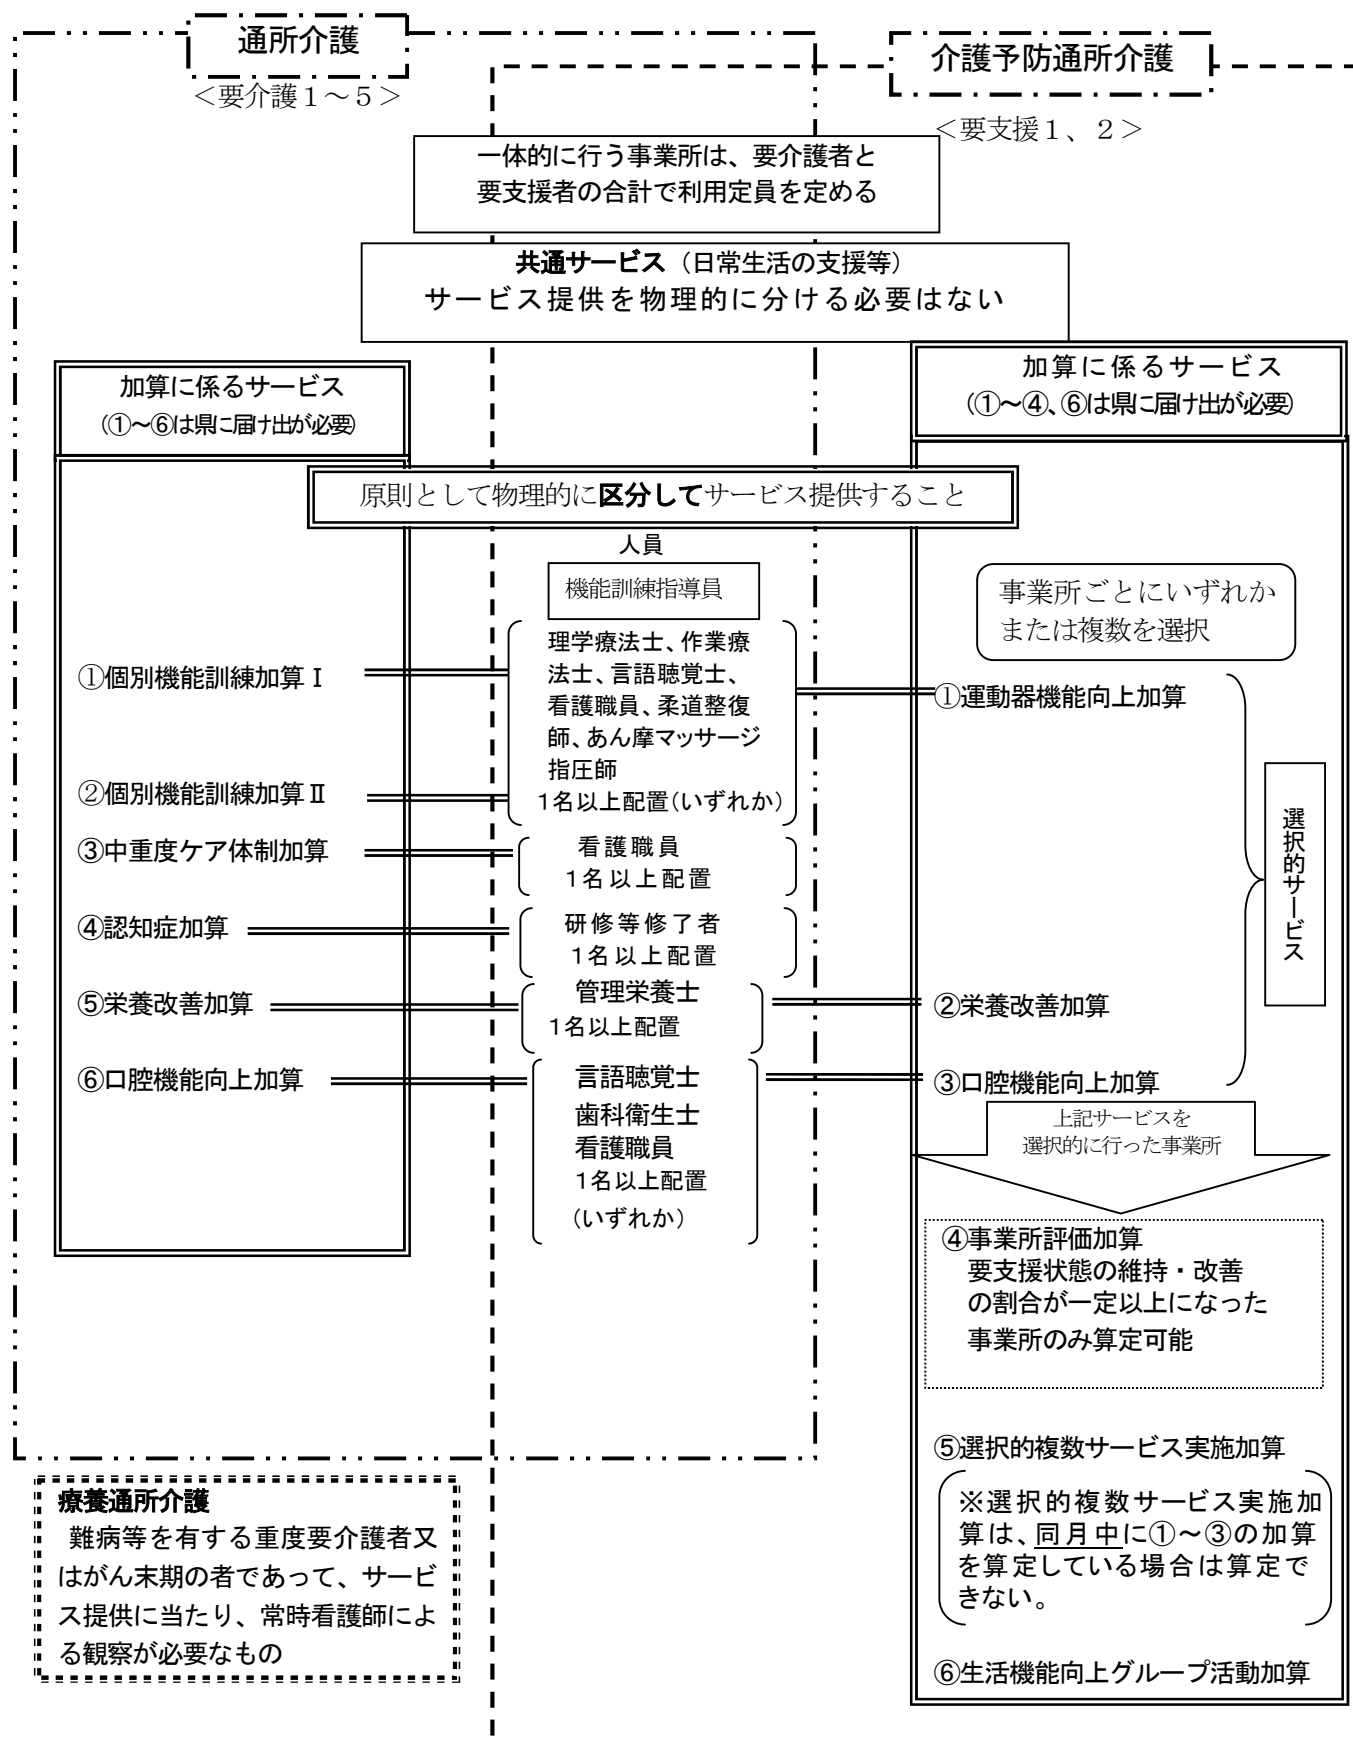 通所介護
＜要介護１～５＞
介護予防通所介護
＜要支援１、２＞
一体的に行う事業所は、要介護者と
要支援者の合計で利用定員を定める
共通サービス（日常生活の支援等）
サービス提供を物理的に分ける必要はない
加算に係るサービス
（①～⑥は県に届け出が必要）
加算に係るサービス
（①～④、⑥は県に届け出が必要）
原則として物理的に区分してサービス提供すること
人員
機能訓練指導員
理学療法士、作業療
法士、言語聴覚士、
看護職員、柔道整復
師、あん摩マッサージ
指圧師
1名以上配置（いずれか）
事業所ごとにいずれか
または複数を選択
①個別機能訓練加算Ⅰ
②個別機能訓練加算Ⅱ
③中重度ケア体制加算
④認知症加算
⑤栄養改善加算
⑥口腔機能向上加算
看護職員
1名以上配置
研修等修了者
1名以上配置
管理栄養士
1名以上配置
言語聴覚士
歯科衛生士
看護職員
1名以上配置
（いずれか）
①運動器機能向上加算
選択的サービス
②栄養改善加算
③口腔機能向上加算
上記サービスを
選択的に行った事業所
④事業所評価加算
要支援状態の維持・改善
の割合が一定以上になった
事業所のみ算定可能
⑤選択的複数サービス実施加算
※選択的複数サービス実施加
算は、同月中に①～③の加算
を算定している場合は算定で
きない。
⑥生活機能向上グループ活動加算
療養通所介護
難病等を有する重度要介護者又
はがん末期の者であって、サービ
ス提供に当たり、常時看護師によ
る観察が必要なもの